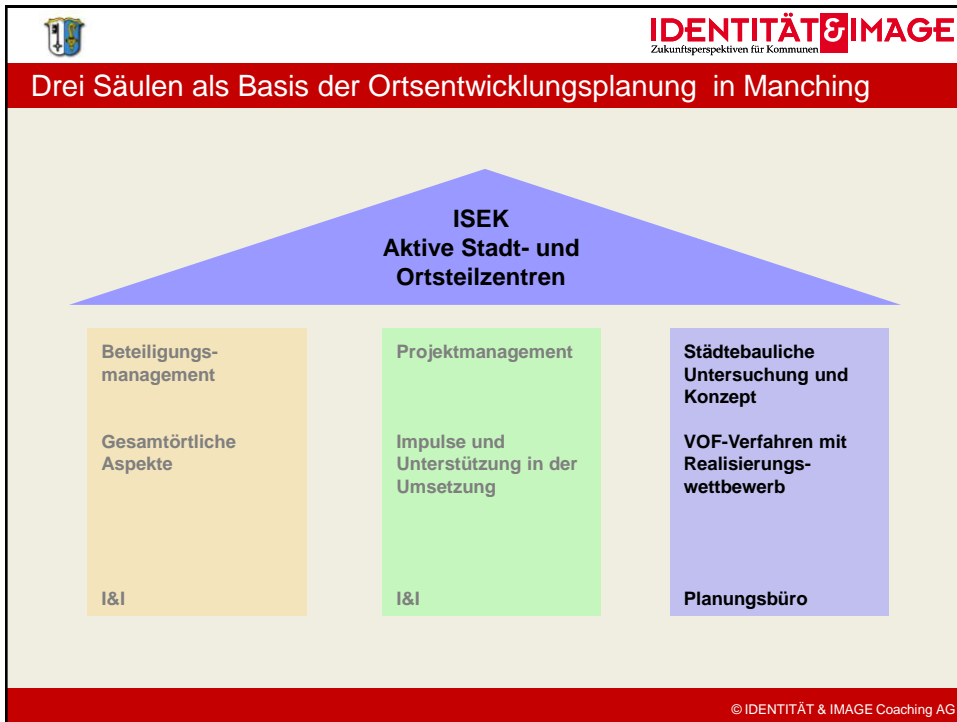 IDENTITÄT&IMAGE
Zukunftsperspektiven für Kommunen
Drei Säulen als Basis der Ortsentwicklungsplanung in Manching
ISEK
Aktive Stadt- und
Ortsteilzentren
Beteiligungs-
management
Gesamtörtliche
Aspekte
I&I
Projektmanagement
Impulse und
Unterstützung in der
Umsetzung
I&I
Städtebauliche
Untersuchung und
Konzept
VOF-Verfahren mit
Realisierungs-
wettbewerb
Planungsbüro
© IDENTITÄT & IMAGE Coaching AG